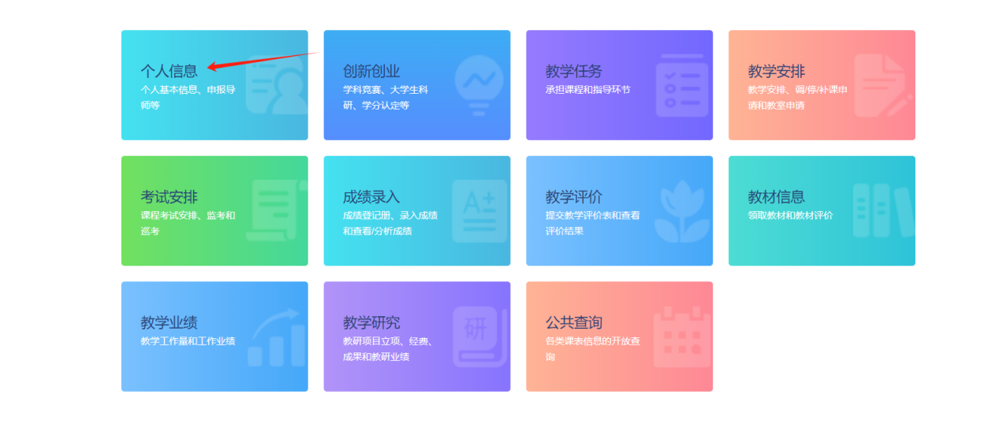 个人信息
个人基本信息、申报导
师等
创新创业
学科竞赛、大学生科
研、学分认定等
教学任务
承担课程和指导环节
教学安排
教学安排、调/停/补课申
请和教室申请
考试安排
课程考试安排、监考和
巡考
成绩录入
成绩登记册、录入成绩
和查看/分析成绩
A+
教学评价
提交教学评价表和查看
评价结果
教材信息
领取教材和教材评价
教学业绩
教学工作量和工作业绩
教学研究
教研项目立项、经费、
成果和教研业绩
研
公共查询
各类课表信息的开放查
询